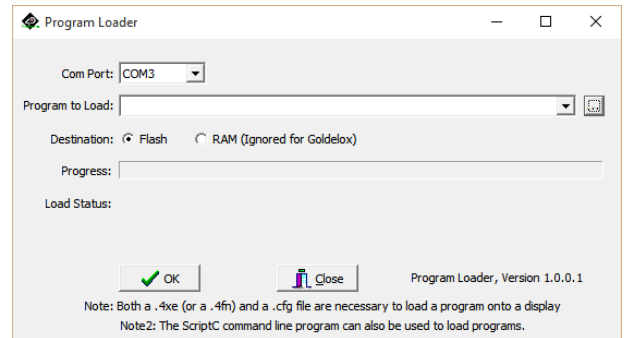 Program Loader
Com Port: COM3
Program to Load:
Destination: Flash RAM (Ignored for Goldelox)
Progress:
Load Status:
OK Close Program Loader, Version 1.0.0.1
Note: Both a .4xe (or a .4fn) and a .cfg file are necessary to load a program onto a display
Note2: The ScriptC command line program can also be used to load programs.